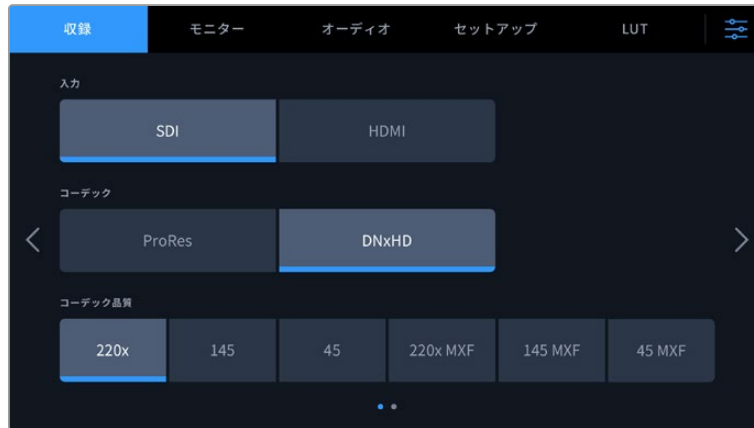 収録 モニター オーディオ セットアップ LUT
入力
SDI HDMI
コーデック
ProRes DNxHD
コーデック品質
220x 145 45 220x MXF 145 MXF 45 MXF